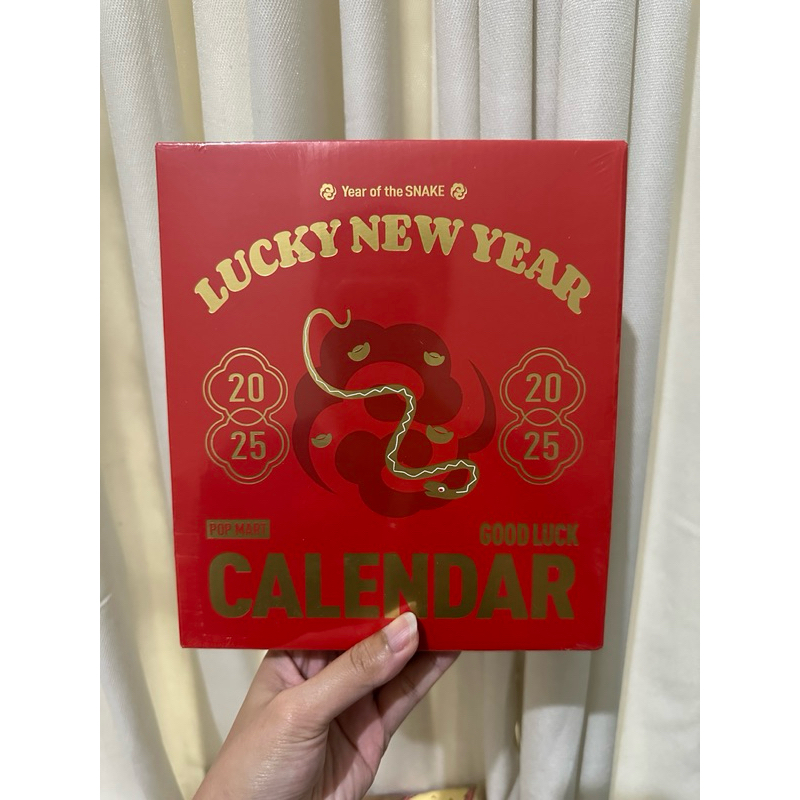 Year of the SNAKE
LUCKY NEW YEAR
20
25
20
25
POP MART
GOOD LUCK
CALENDAR